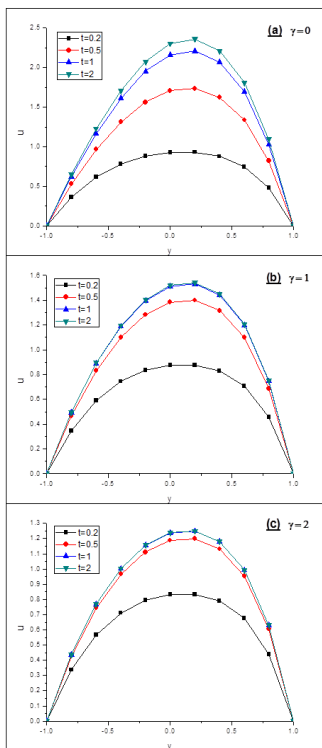 (a) γ=0
t=0.2
t=0.5
t=1
t=2
2.5
2.0
1.5
1.0
0.5
0.0
u
-1.0 -0.5 0.0 0.5 1.0
y
(b) γ=1
t=0.2
t=0.5
t=1
t=2
1.6
1.4
1.2
1.0
0.8
0.6
0.4
0.2
0.0
u
-1.0 -0.5 0.0 0.5 1.0
y
(c) γ=2
t=0.2
t=0.5
t=1
t=2
1.3
1.2
1.1
1.0
0.9
0.8
0.7
0.6
0.5
0.4
0.3
0.2
0.1
0.0
u
-1.0 -0.5 0.0 0.5 1.0
y